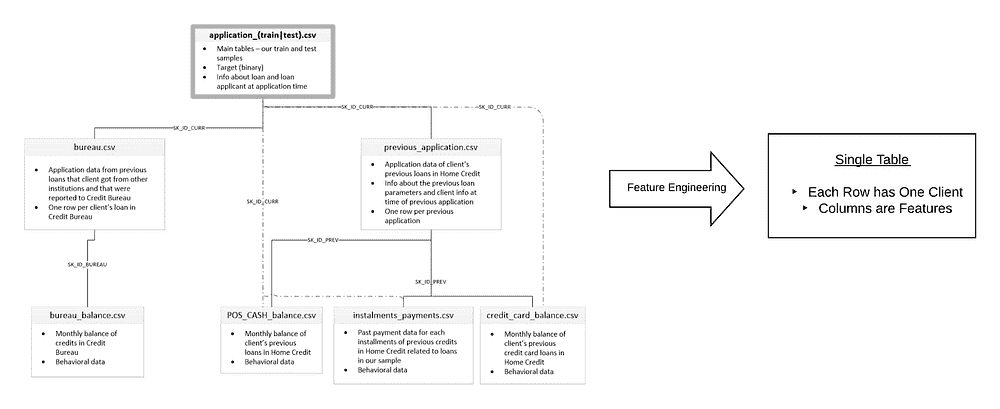 application_{train|test}.csv
• Main tables – our train and test
samples
• Target (binary)
• Info about loan and loan
applicant at application time
SK_ID_CURR
SK_ID_CURR
SK_ID_CURR
bureau.csv
• Application data from previous
loans that client got from other
institutions and that were
reported to Credit Bureau
• One row per client's loan in
Credit Bureau
previous_application.csv
• Application data of client's
previous loans in Home Credit
• Info about the previous loan
parameters and client info at
time of previous application
• One row per previous
application
SK_ID_CURR
SK_ID_PREV
SK_ID_BUREAU
SK_ID_PREV
bureau_balance.csv
• Monthly balance of
credits in Credit
Bureau
• Behavioral data
POS_CASH_balance.csv
• Monthly balance of
client's previous
loans in Home Credit
• Behavioral data
instalments_payments.csv
• Past payment data for each
installments of previous credits
in Home Credit related to loans
in our sample
• Behavioral data
credit_card_balance.csv
• Monthly balance of
client's previous
credit card loans in
Home Credit
• Behavioral data
Feature Engineering
Single Table
‣ Each Row has One Client
‣ Columns are Features